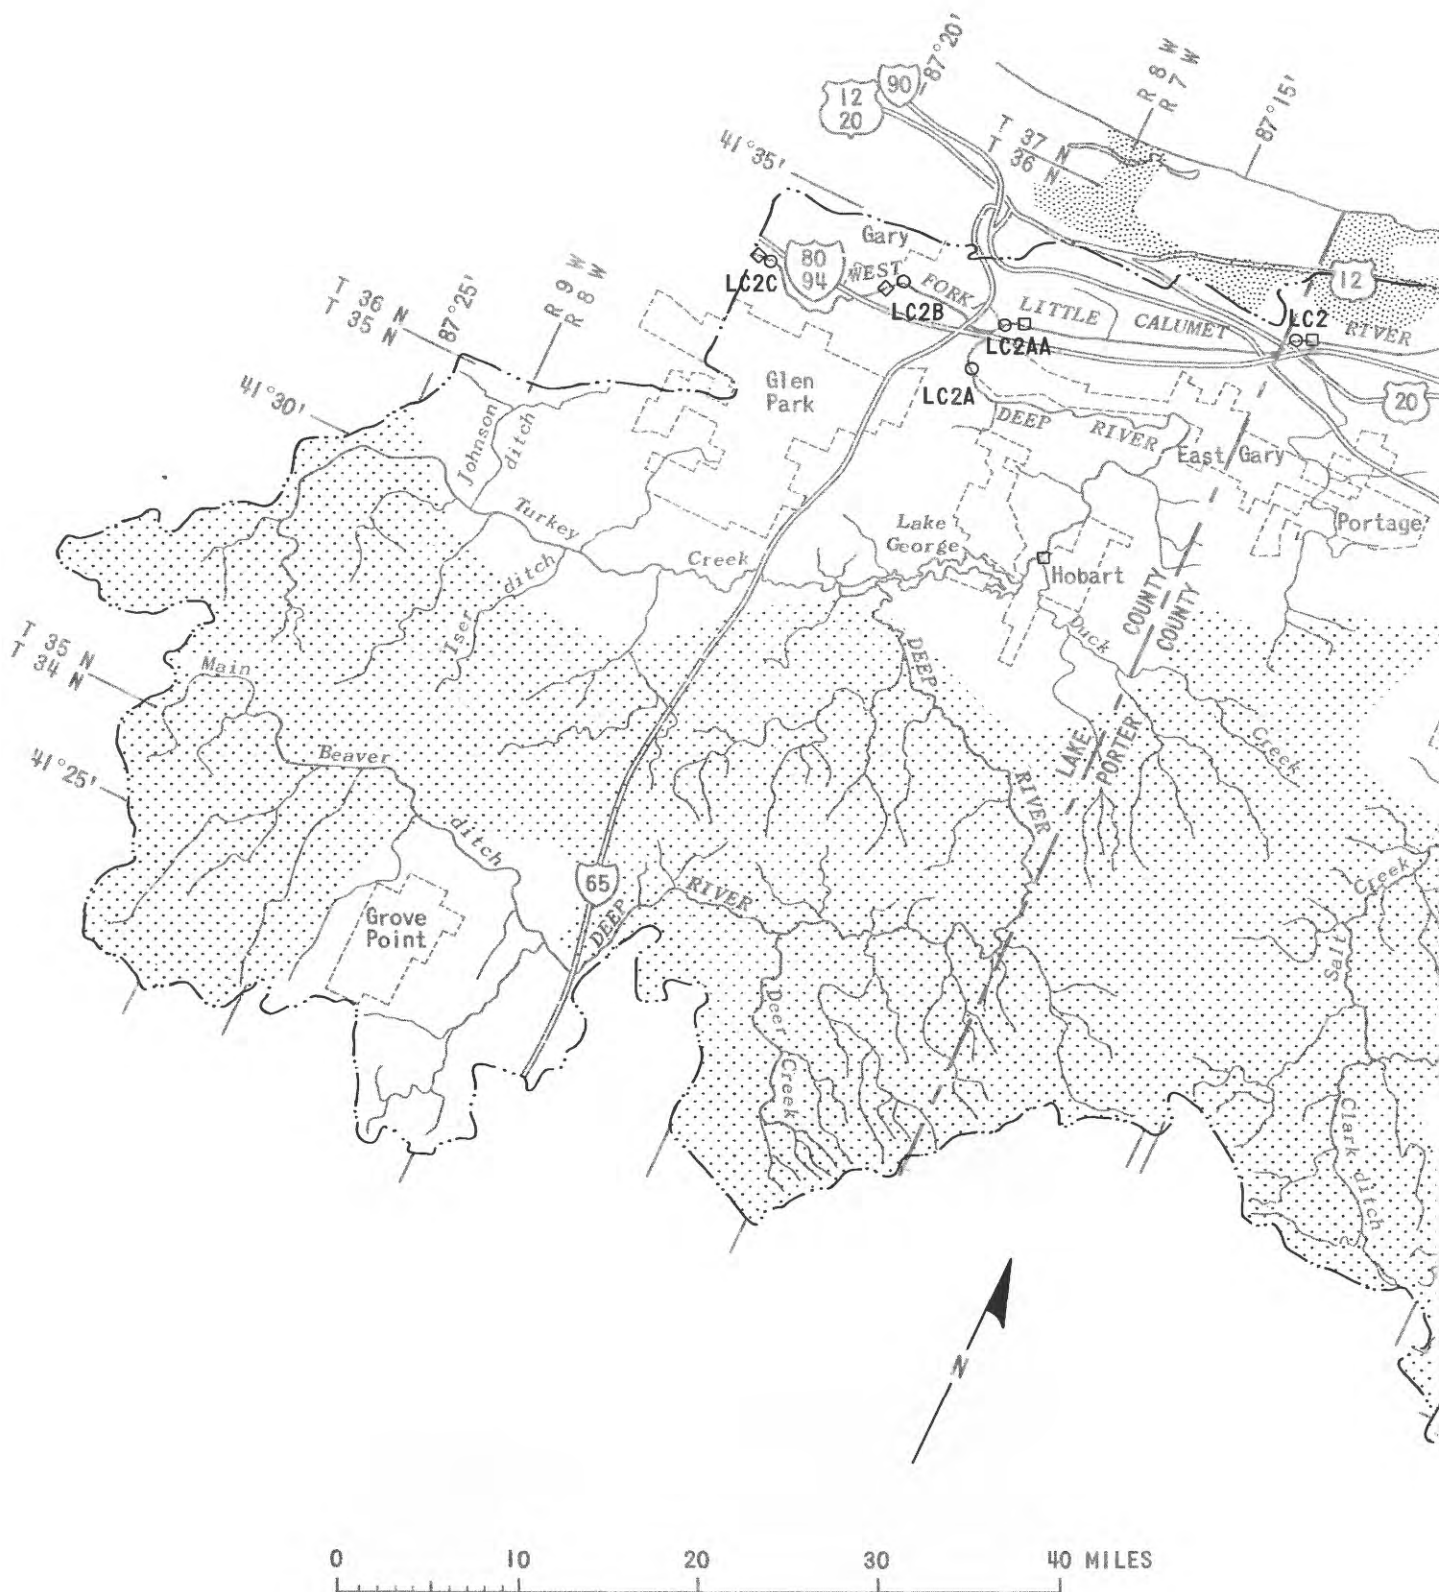 87°20'
R 8 W
R 7 W
87°15'
90
12
20
T 37 N
T 36 N
41°35'
Gary
80
94
WEST FORK LITTLE CALUMET RIVER
12
LC2C
LC2B
LC2AA
LC2
LC2A
R 9 W
R 8 W
87°25'
T 36 N
T 35 N
Glen
Park
20
41°30'
DEEP RIVER
East Gary
Johnson
ditch
Portage
Turkey Creek
Lake
George
Iser ditch
Hobart
COUNTY
COUNTY
Duck Creek
T 35 N
T 34 N
Main Beaver ditch
DEEP RIVER
LAKE
PORTER
41°25'
65
DEEP RIVER
Grove
Point
Salt Creek
Deer Creek
Clark ditch
N
0 10 20 30 40 MILES